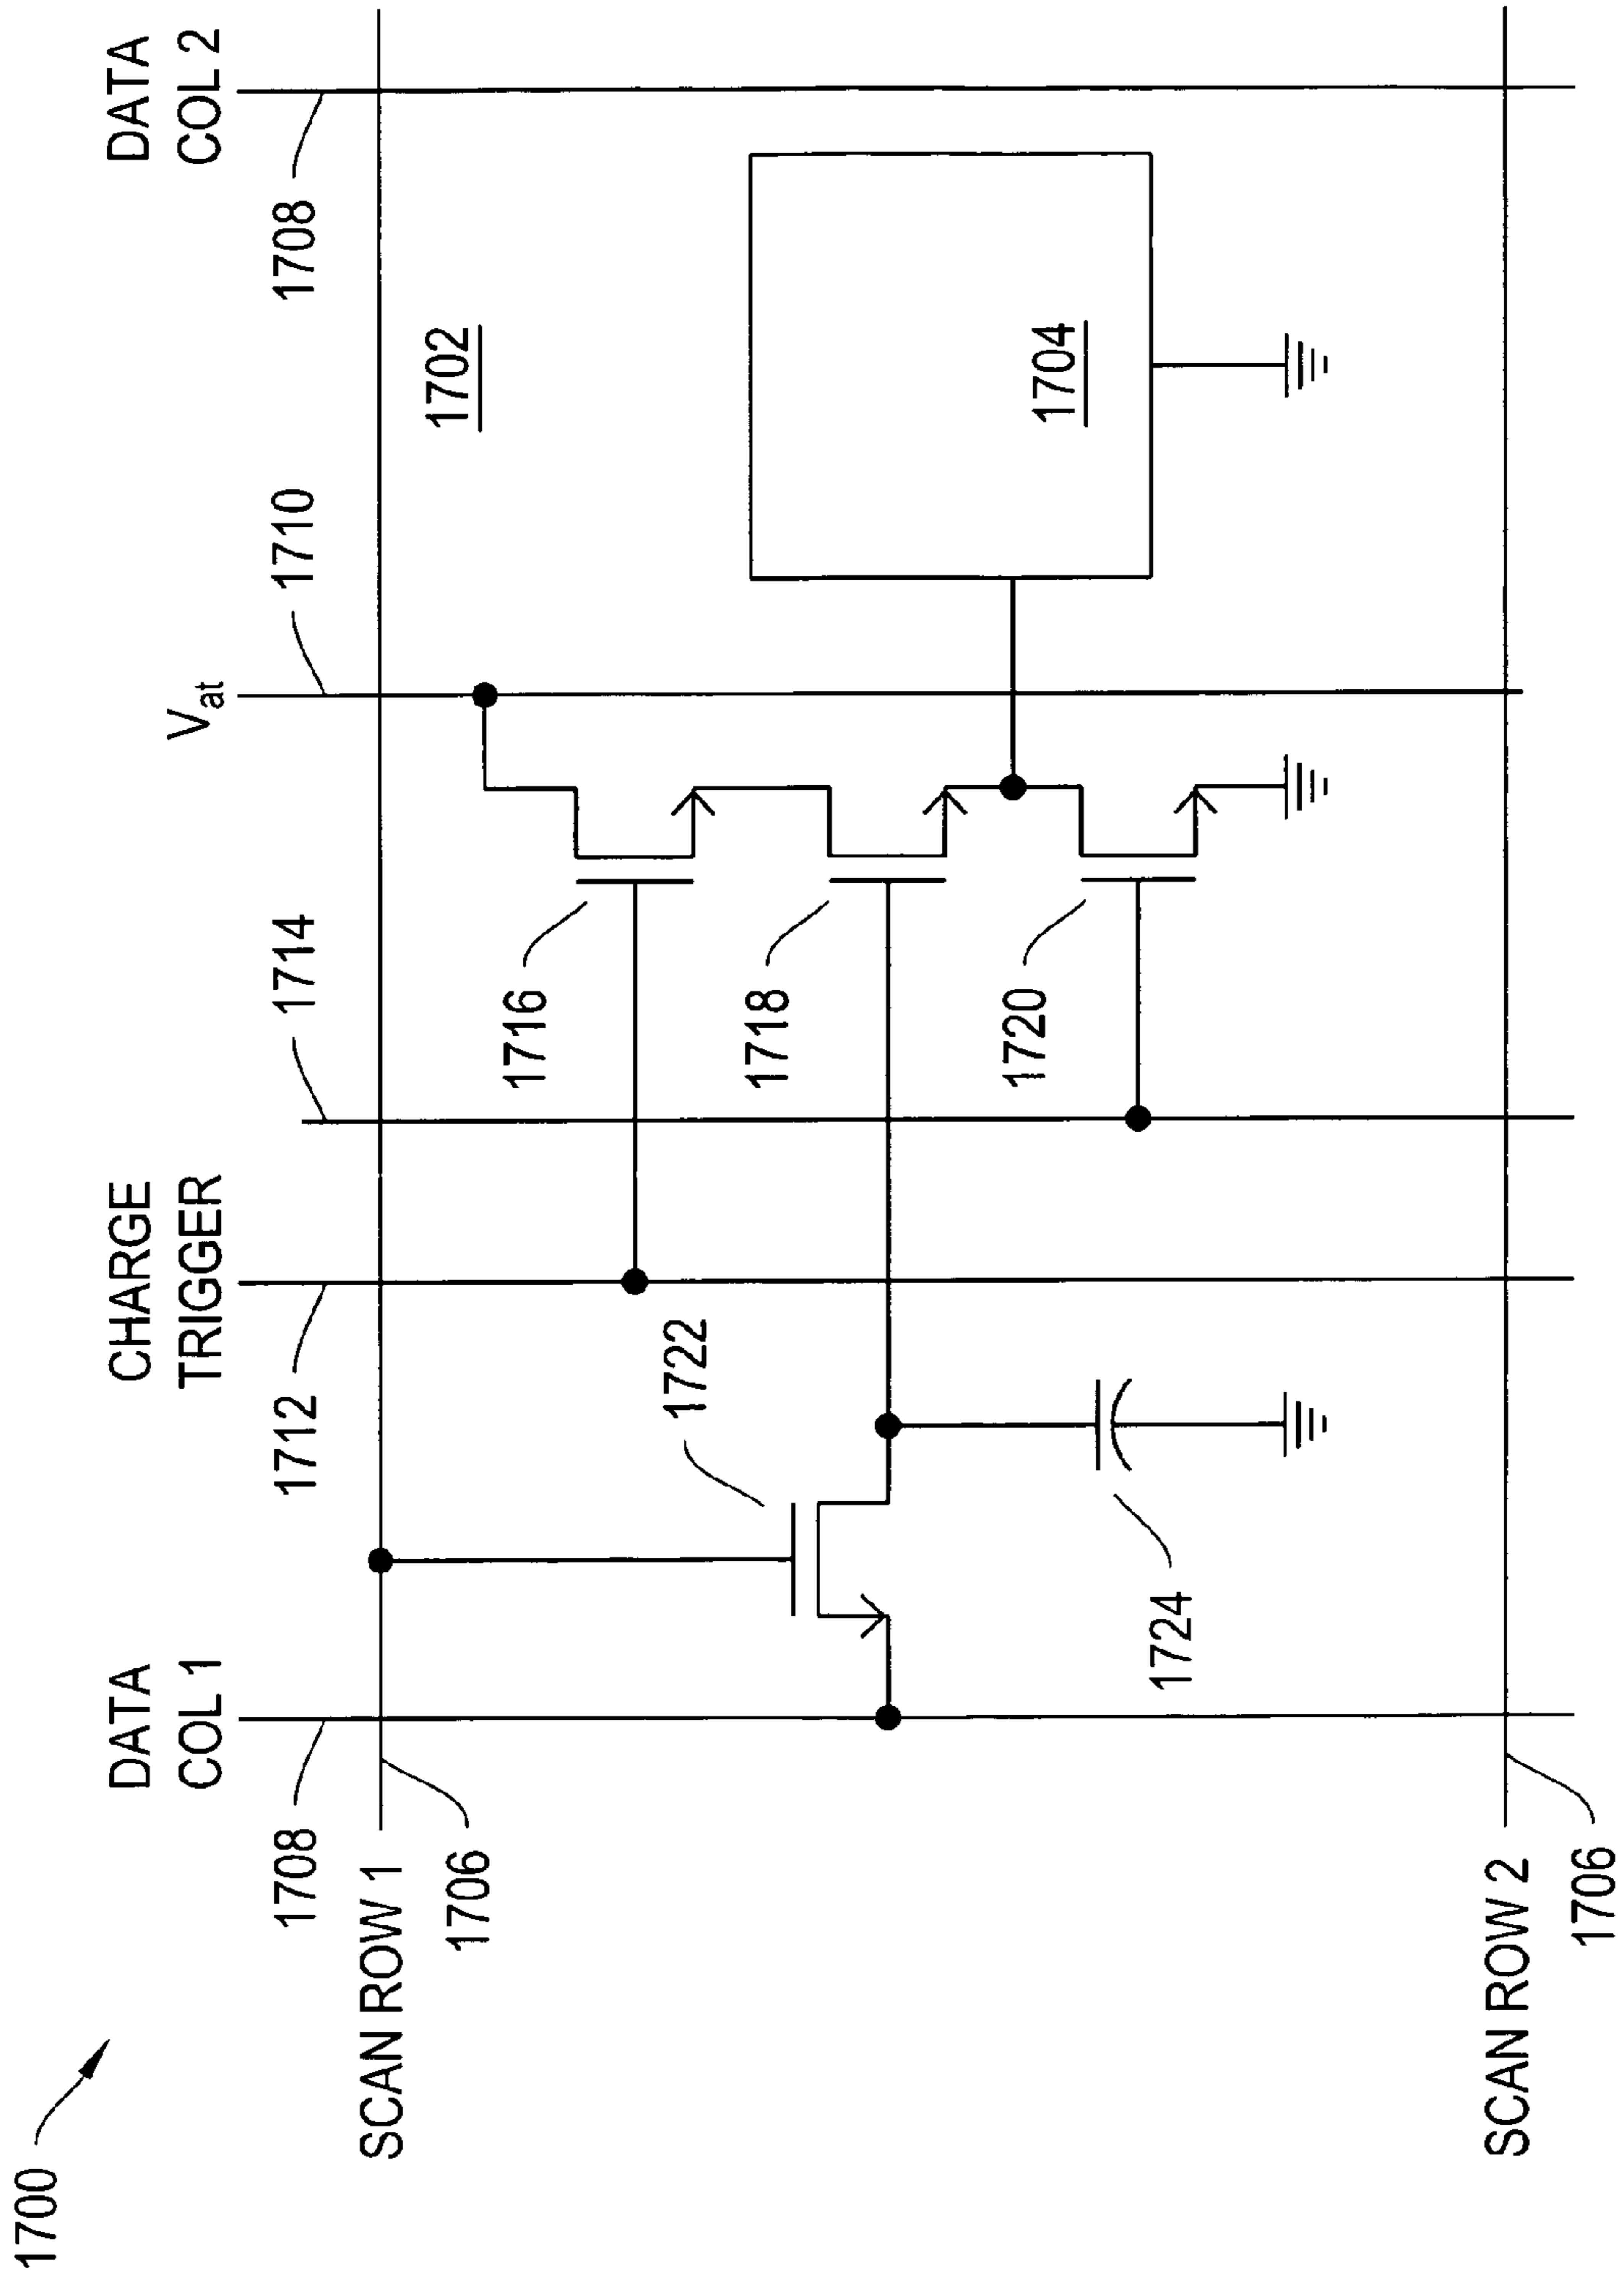 1700
DATA
COL 1
CHARGE
TRIGGER
V at
DATA
COL 2
1708
1712
1714
1710
1708
SCAN ROW 1
1706
1702
1716
1722
1718
1720
1704
1724
SCAN ROW 2
1706